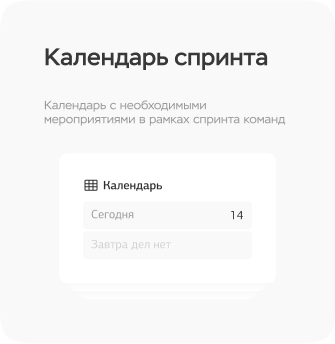 Календарь спринта
Календарь с необходимыми
мероприятиями в рамках спринта команд
Календарь
Сегодня 14
Завтра дел нет